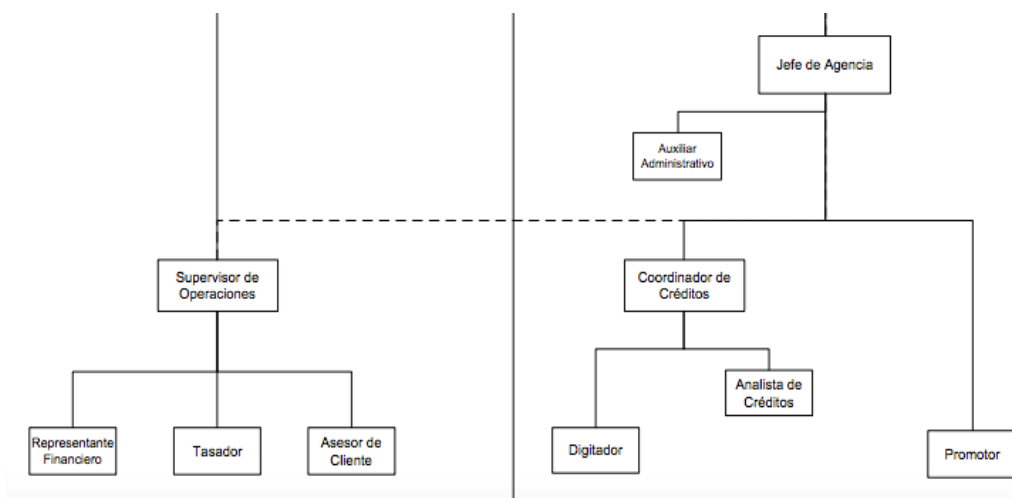 Jefe de Agencia
Auxiliar
Administrativo
Supervisor de
Operaciones
Coordinador de
Créditos
Analista de
Créditos
Representante
Financiero
Tasador
Asesor de
Cliente
Digitador
Promotor